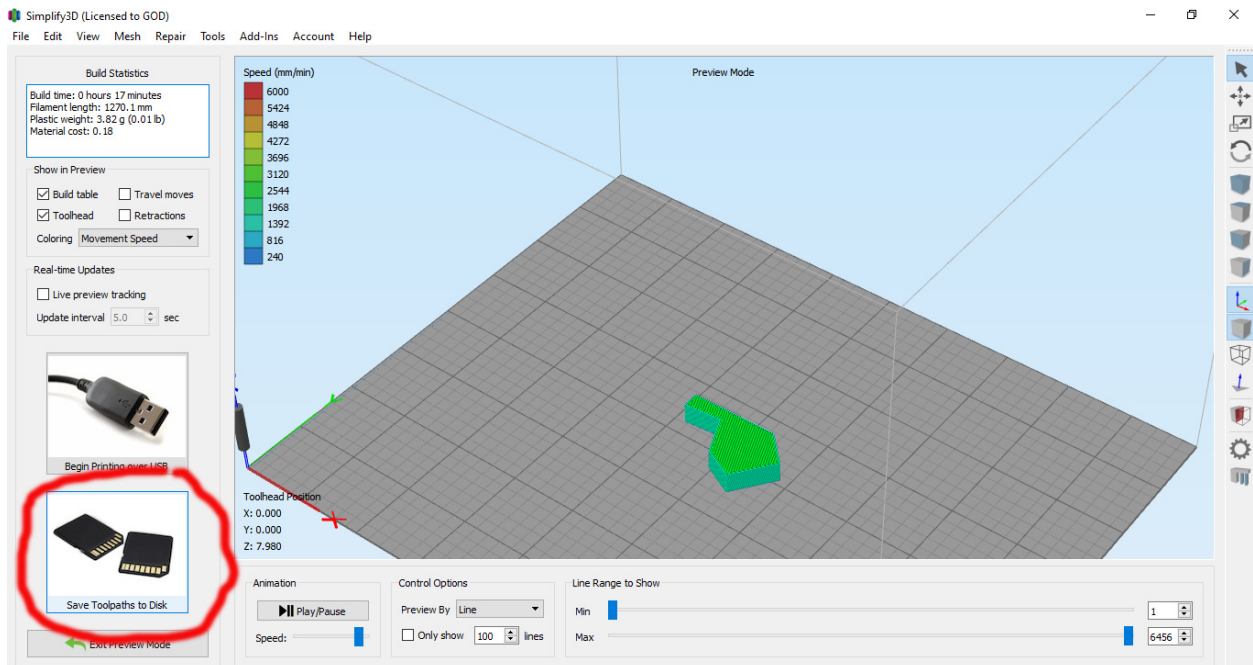 Simplify3D (Licensed to GOD)
File Edit View Mesh Repair Tools Add-Ins Account Help
Build Statistics
Build time: 0 hours 17 minutes
Filament length: 1270.1 mm
Plastic weight: 3.82 g (0.01 lb)
Material cost: 0.18
Show in Preview
Build table
Travel moves
Toolhead
Retractions
Coloring Movement Speed
Real-time Updates
Live preview tracking
Update interval 5.0 sec
Begin Printing over USB
Save Toolpaths to Disk
Exit Preview Mode
Speed (mm/min)
6000
5424
4848
4272
3696
3120
2544
1968
1392
816
240
Preview Mode
Toolhead Position
X: 0.000
Y: 0.000
Z: 7.980
Animation
Play/Pause
Speed:
Control Options
Preview By Line
Only show 100 lines
Line Range to Show
Min 1
Max 6456